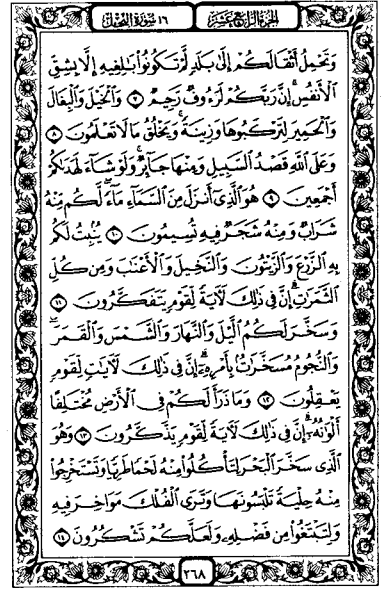 الجزء الرابع عشر
١٦ سورة النحل
وَتَحْمِلُ أَثْقَالَكُمْ إِلَىٰ بَلَدٍ لَّمْ تَكُونُوا۟ بَٰلِغِيهِ إِلَّا بِشِقِّ
ٱلْأَنفُسِ ۚ إِنَّ رَبَّكُمْ لَرَءُوفٌ رَّحِيمٌ ٧ وَٱلْخَيْلَ وَٱلْبِغَالَ
وَٱلْحَمِيرَ لِتَرْكَبُوهَا وَزِينَةً ۚ وَيَخْلُقُ مَا لَا تَعْلَمُونَ ٨
وَعَلَى ٱللَّهِ قَصْدُ ٱلسَّبِيلِ وَمِنْهَا جَآئِرٌ ۚ وَلَوْ شَآءَ لَهَدَىٰكُمْ
أَجْمَعِينَ ٩ هُوَ ٱلَّذِىٓ أَنزَلَ مِنَ ٱلسَّمَآءِ مَآءً ۖ لَّكُم مِّنْهُ
شَرَابٌ وَمِنْهُ شَجَرٌ فِيهِ تُسِيمُونَ ١٠ يُنۢبِتُ لَكُم
بِهِ ٱلزَّرْعَ وَٱلزَّيْتُونَ وَٱلنَّخِيلَ وَٱلْأَعْنَٰبَ وَمِن كُلِّ
ٱلثَّمَرَٰتِ ۗ إِنَّ فِى ذَٰلِكَ لَءَايَةً لِّقَوْمٍ يَتَفَكَّرُونَ ١١
وَسَخَّرَ لَكُمُ ٱلَّيْلَ وَٱلنَّهَارَ وَٱلشَّمْسَ وَٱلْقَمَرَ ۖ
وَٱلنُّجُومُ مُسَخَّرَٰتٌۢ بِأَمْرِهِۦٓ ۗ إِنَّ فِى ذَٰلِكَ لَءَايَٰتٍ لِّقَوْمٍ
يَعْقِلُونَ ١٢ وَمَا ذَرَأَ لَكُمْ فِى ٱلْأَرْضِ مُخْتَلِفًا
أَلْوَٰنُهُۥٓ ۗ إِنَّ فِى ذَٰلِكَ لَءَايَةً لِّقَوْمٍ يَذَّكَّرُونَ ١٣ وَهُوَ
ٱلَّذِى سَخَّرَ ٱلْبَحْرَ لِتَأْكُلُوا۟ مِنْهُ لَحْمًا طَرِيًّا وَتَسْتَخْرِجُوا۟
مِنْهُ حِلْيَةً تَلْبَسُونَهَا وَتَرَى ٱلْفُلْكَ مَوَاخِرَ فِيهِ
وَلِتَبْتَغُوا۟ مِن فَضْلِهِۦ وَلَعَلَّكُمْ تَشْكُرُونَ ١٤
٢٦٨